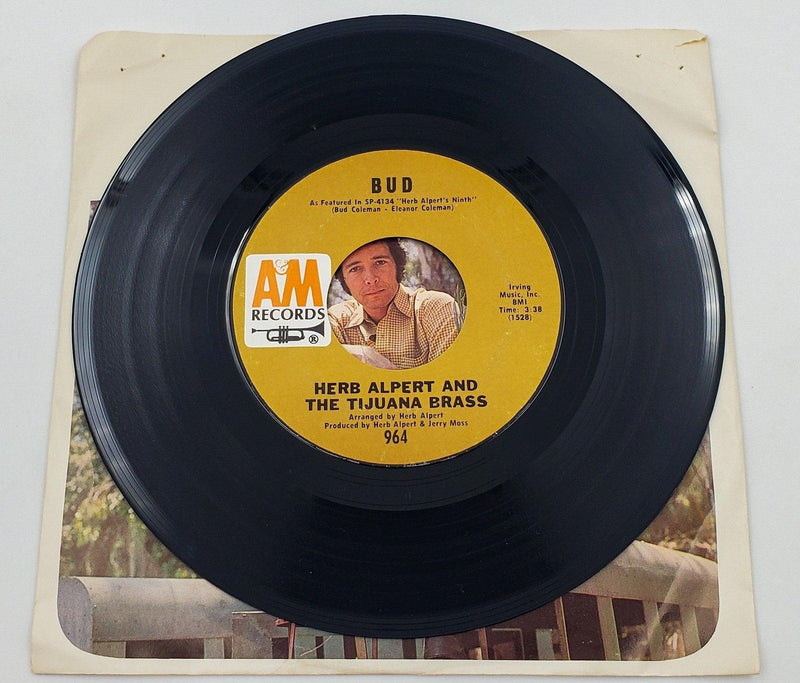 BUD
As Featured In SP-4134 "Herb Alpert's Ninth"
(Bud Coleman - Eleanor Coleman)
A&M
RECORDS
®
Irving
Music, Inc.
BMI
Time: 3:38
(1528)
HERB ALPERT AND
THE TIJUANA BRASS
Arranged by Herb Alpert
Produced by Herb Alpert & Jerry Moss
964